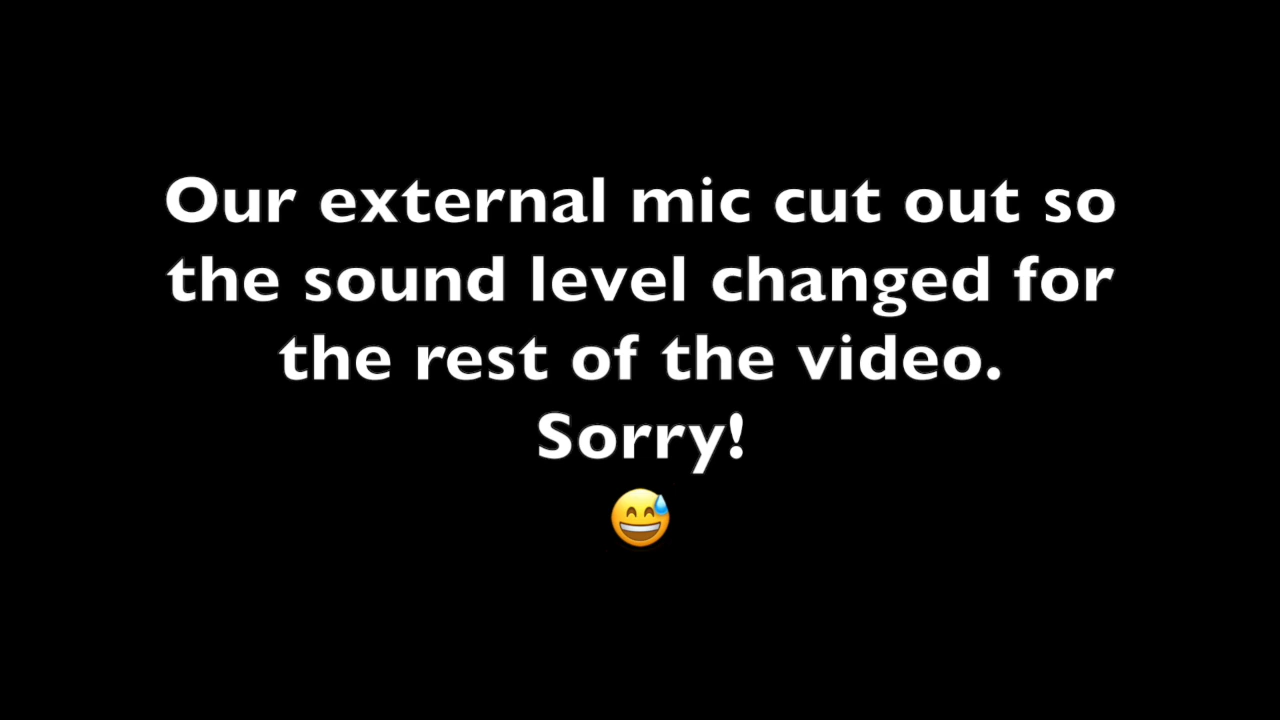 Our external mic cut out so
the sound level changed for
the rest of the video.
Sorry!
😅